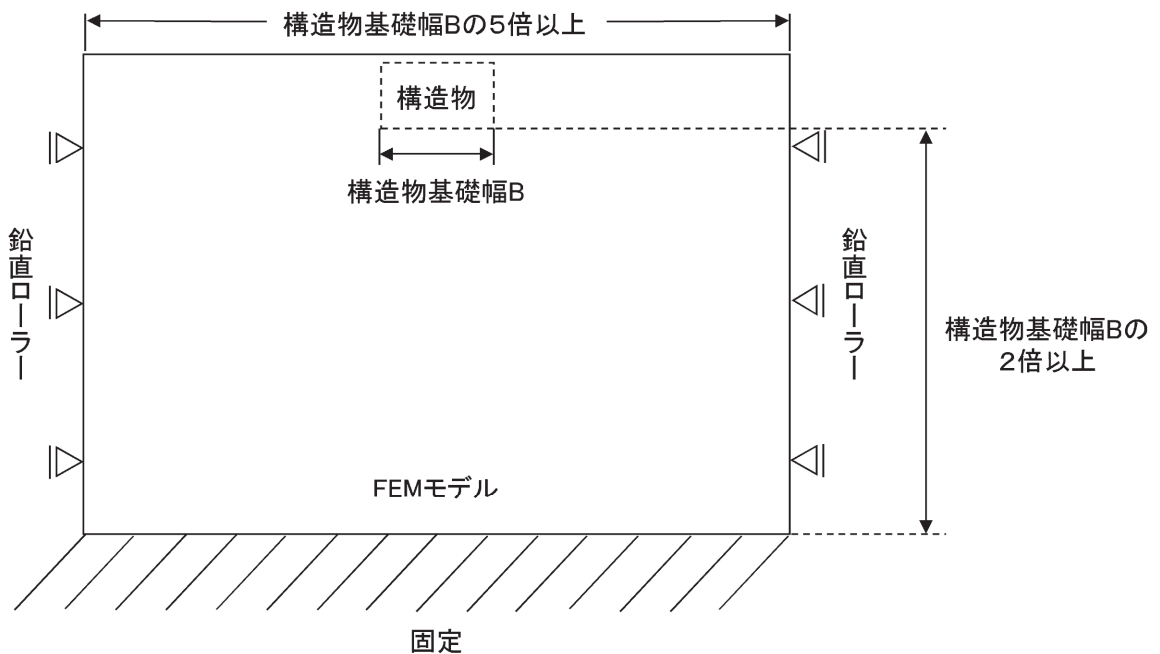 構造物基礎幅Bの5倍以上
構造物
構造物基礎幅B
鉛直ローラー
鉛直ローラー
構造物基礎幅Bの
2倍以上
FEMモデル
固定